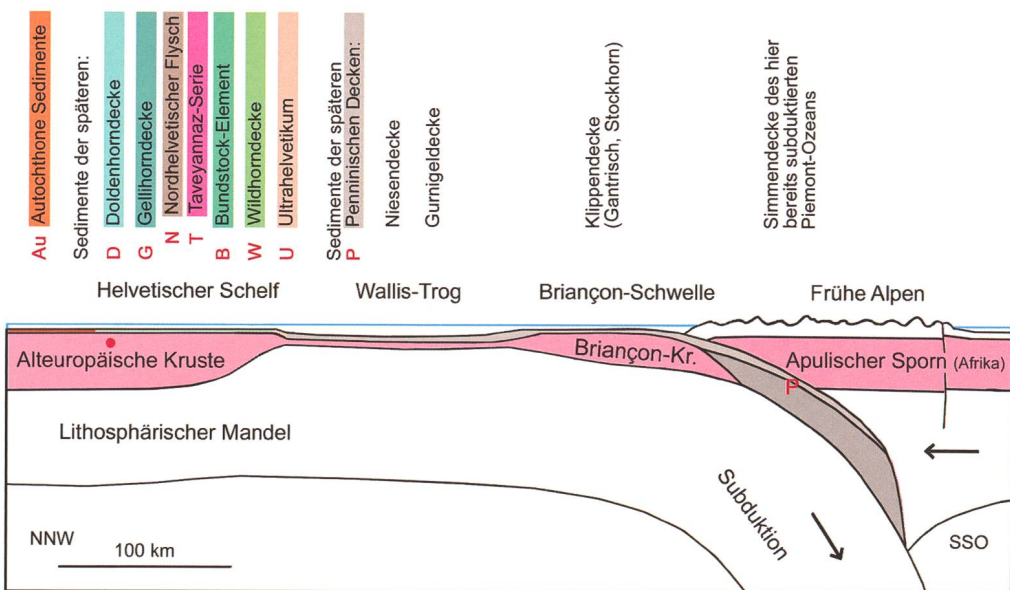 Au Autochthone Sedimente
Sedimente der späteren:
D Doldenhorndecke
G Gellihorndecke
N Nordhelvetischer Flysch
T Taveyannaz-Serie
B Bundstock-Element
W Wildhorndecke
U Ultrahelvetikum
Sedimente der späteren
P Penninischen Decken:
Niesendecke
Gurnigeldecke
Klippendecke
(Gantrisch, Stockhorn)
Simmendecke des hier
bereits subduktierten
Piemont-Ozeans
Helvetischer Schelf
Wallis-Trog
Briançon-Schwelle
Frühe Alpen
Alteuropäische Kruste
Briançon-Kr.
Apulischer Sporn (Afrika)
P
Lithosphärischer Mandel
Subduktion
NNW
100 km
SSO